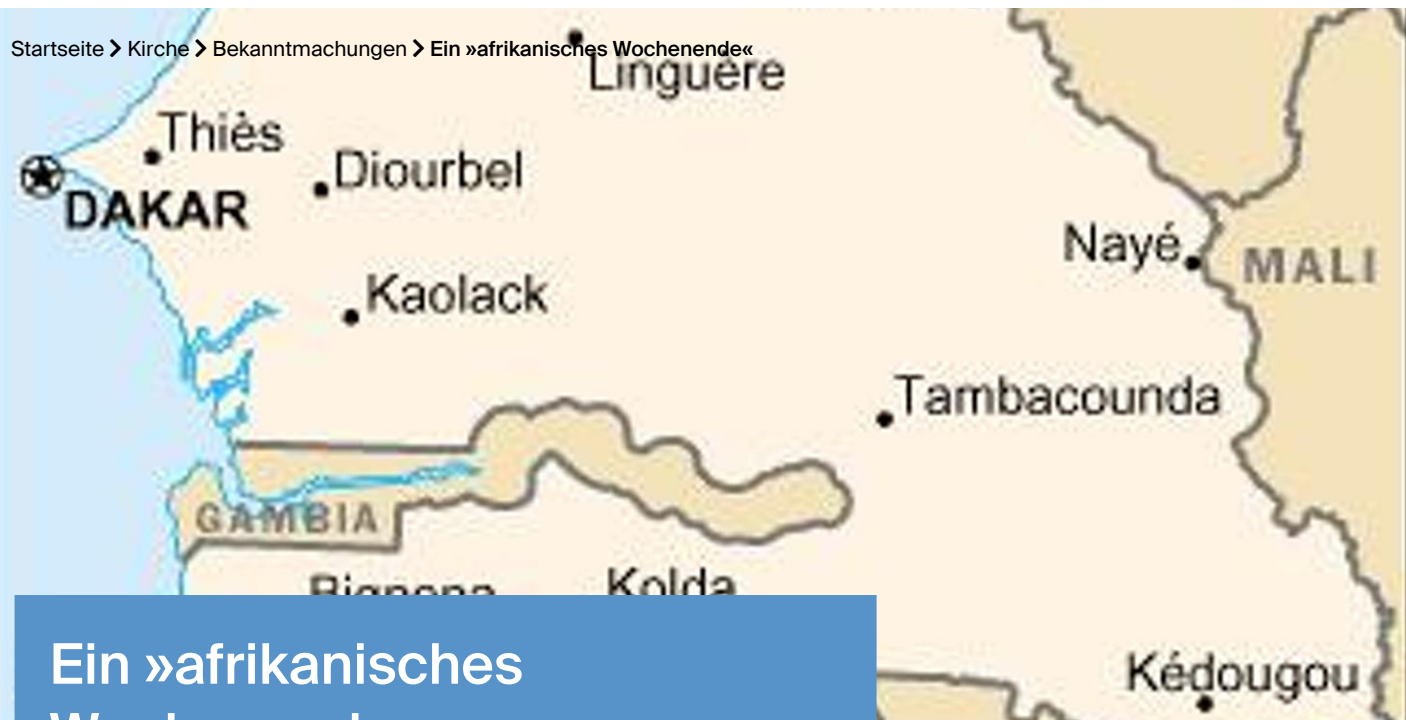 Startseite > Kirche > Bekanntmachungen > Ein »afrikanisches Wochenende«
Linguère
Thiès
Diourbel
DAKAR
Nayé
MALI
Kaolack
Tambacounda
GAMBIA
Bignona
Kolda
Ein »afrikanisches
Kédougou